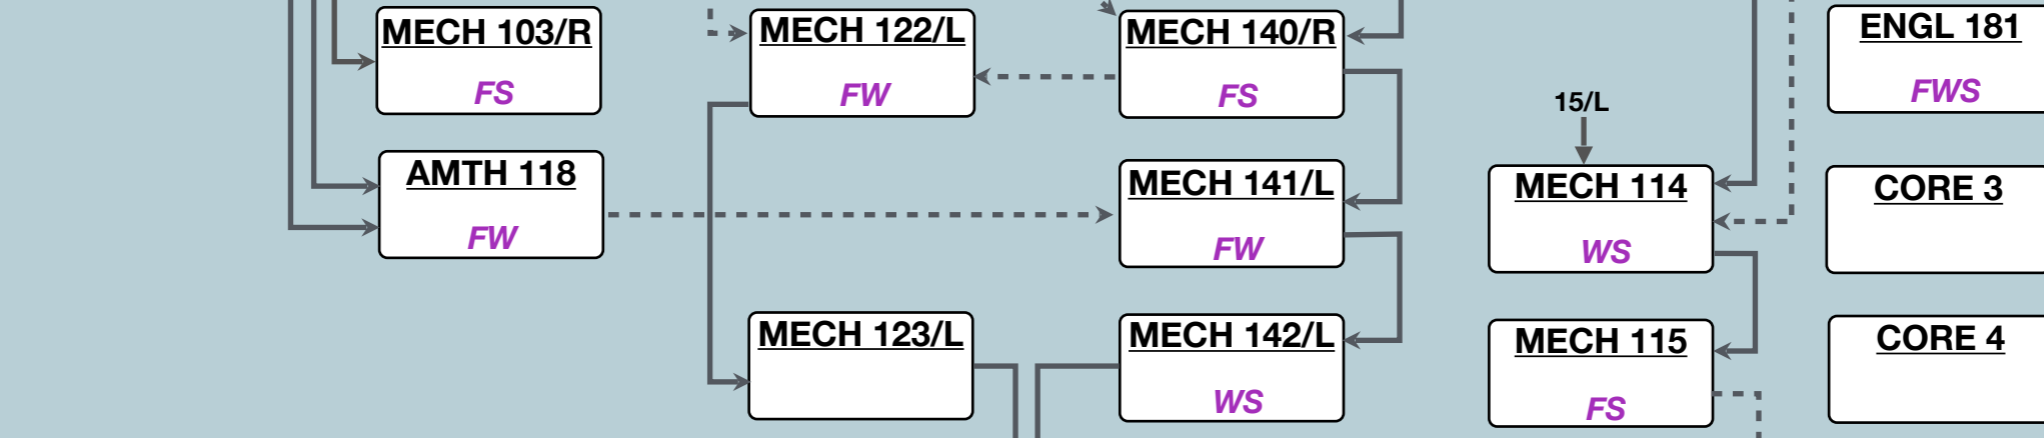 MECH 103/R
FS
MECH 122/L
FW
MECH 140/R
FS
ENGL 181
FWS
15/L
AMTH 118
FW
MECH 141/L
FW
MECH 114
WS
CORE 3
MECH 123/L
MECH 142/L
WS
MECH 115
FS
CORE 4